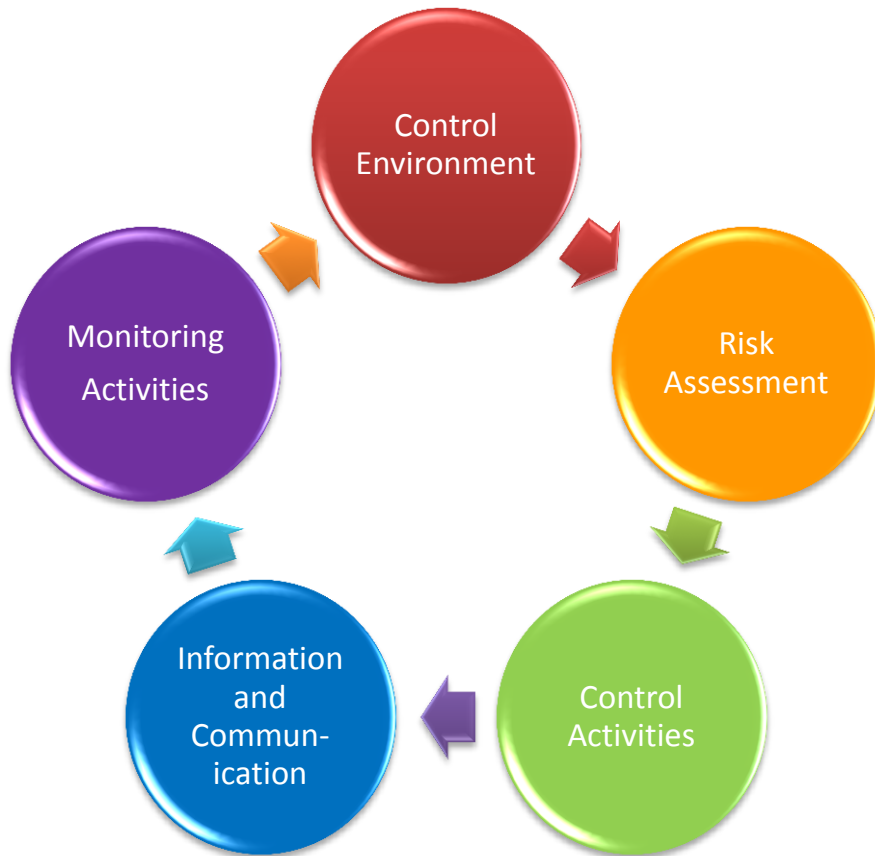 Control
Environment
Risk
Assessment
Control
Activities
Information
and
Commun-
ication
Monitoring
Activities